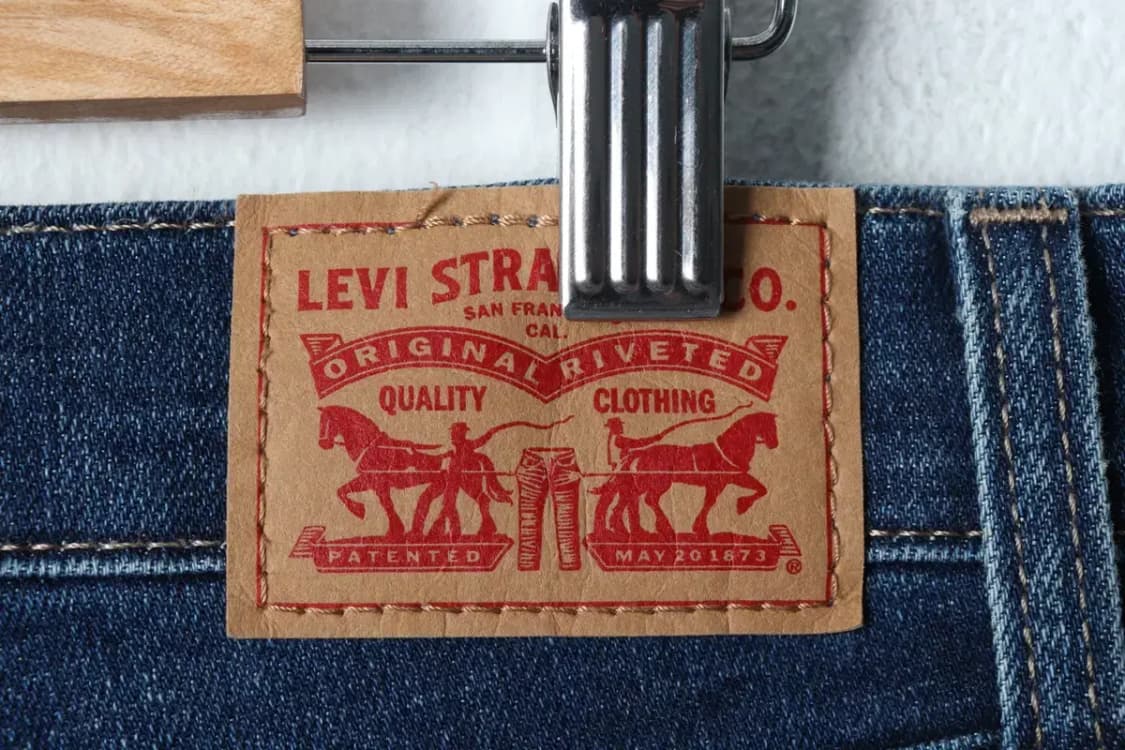 LEVI STRA CO.
SAN FRAN
CAL.
ORIGINAL RIVETED
QUALITY CLOTHING
PATENTED MAY 20 1873
®